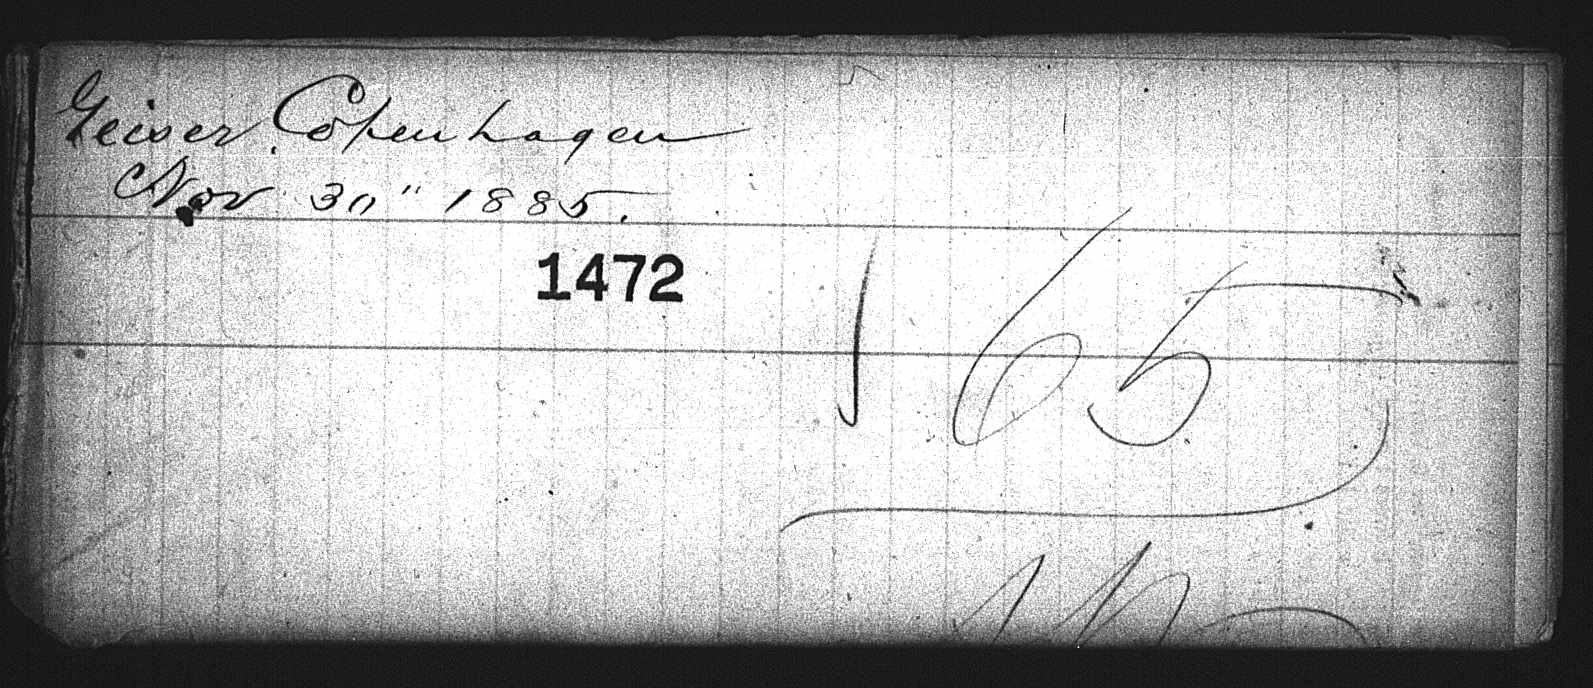 Geiser, Copenhagen
Nov 30" 1885.
1472
165